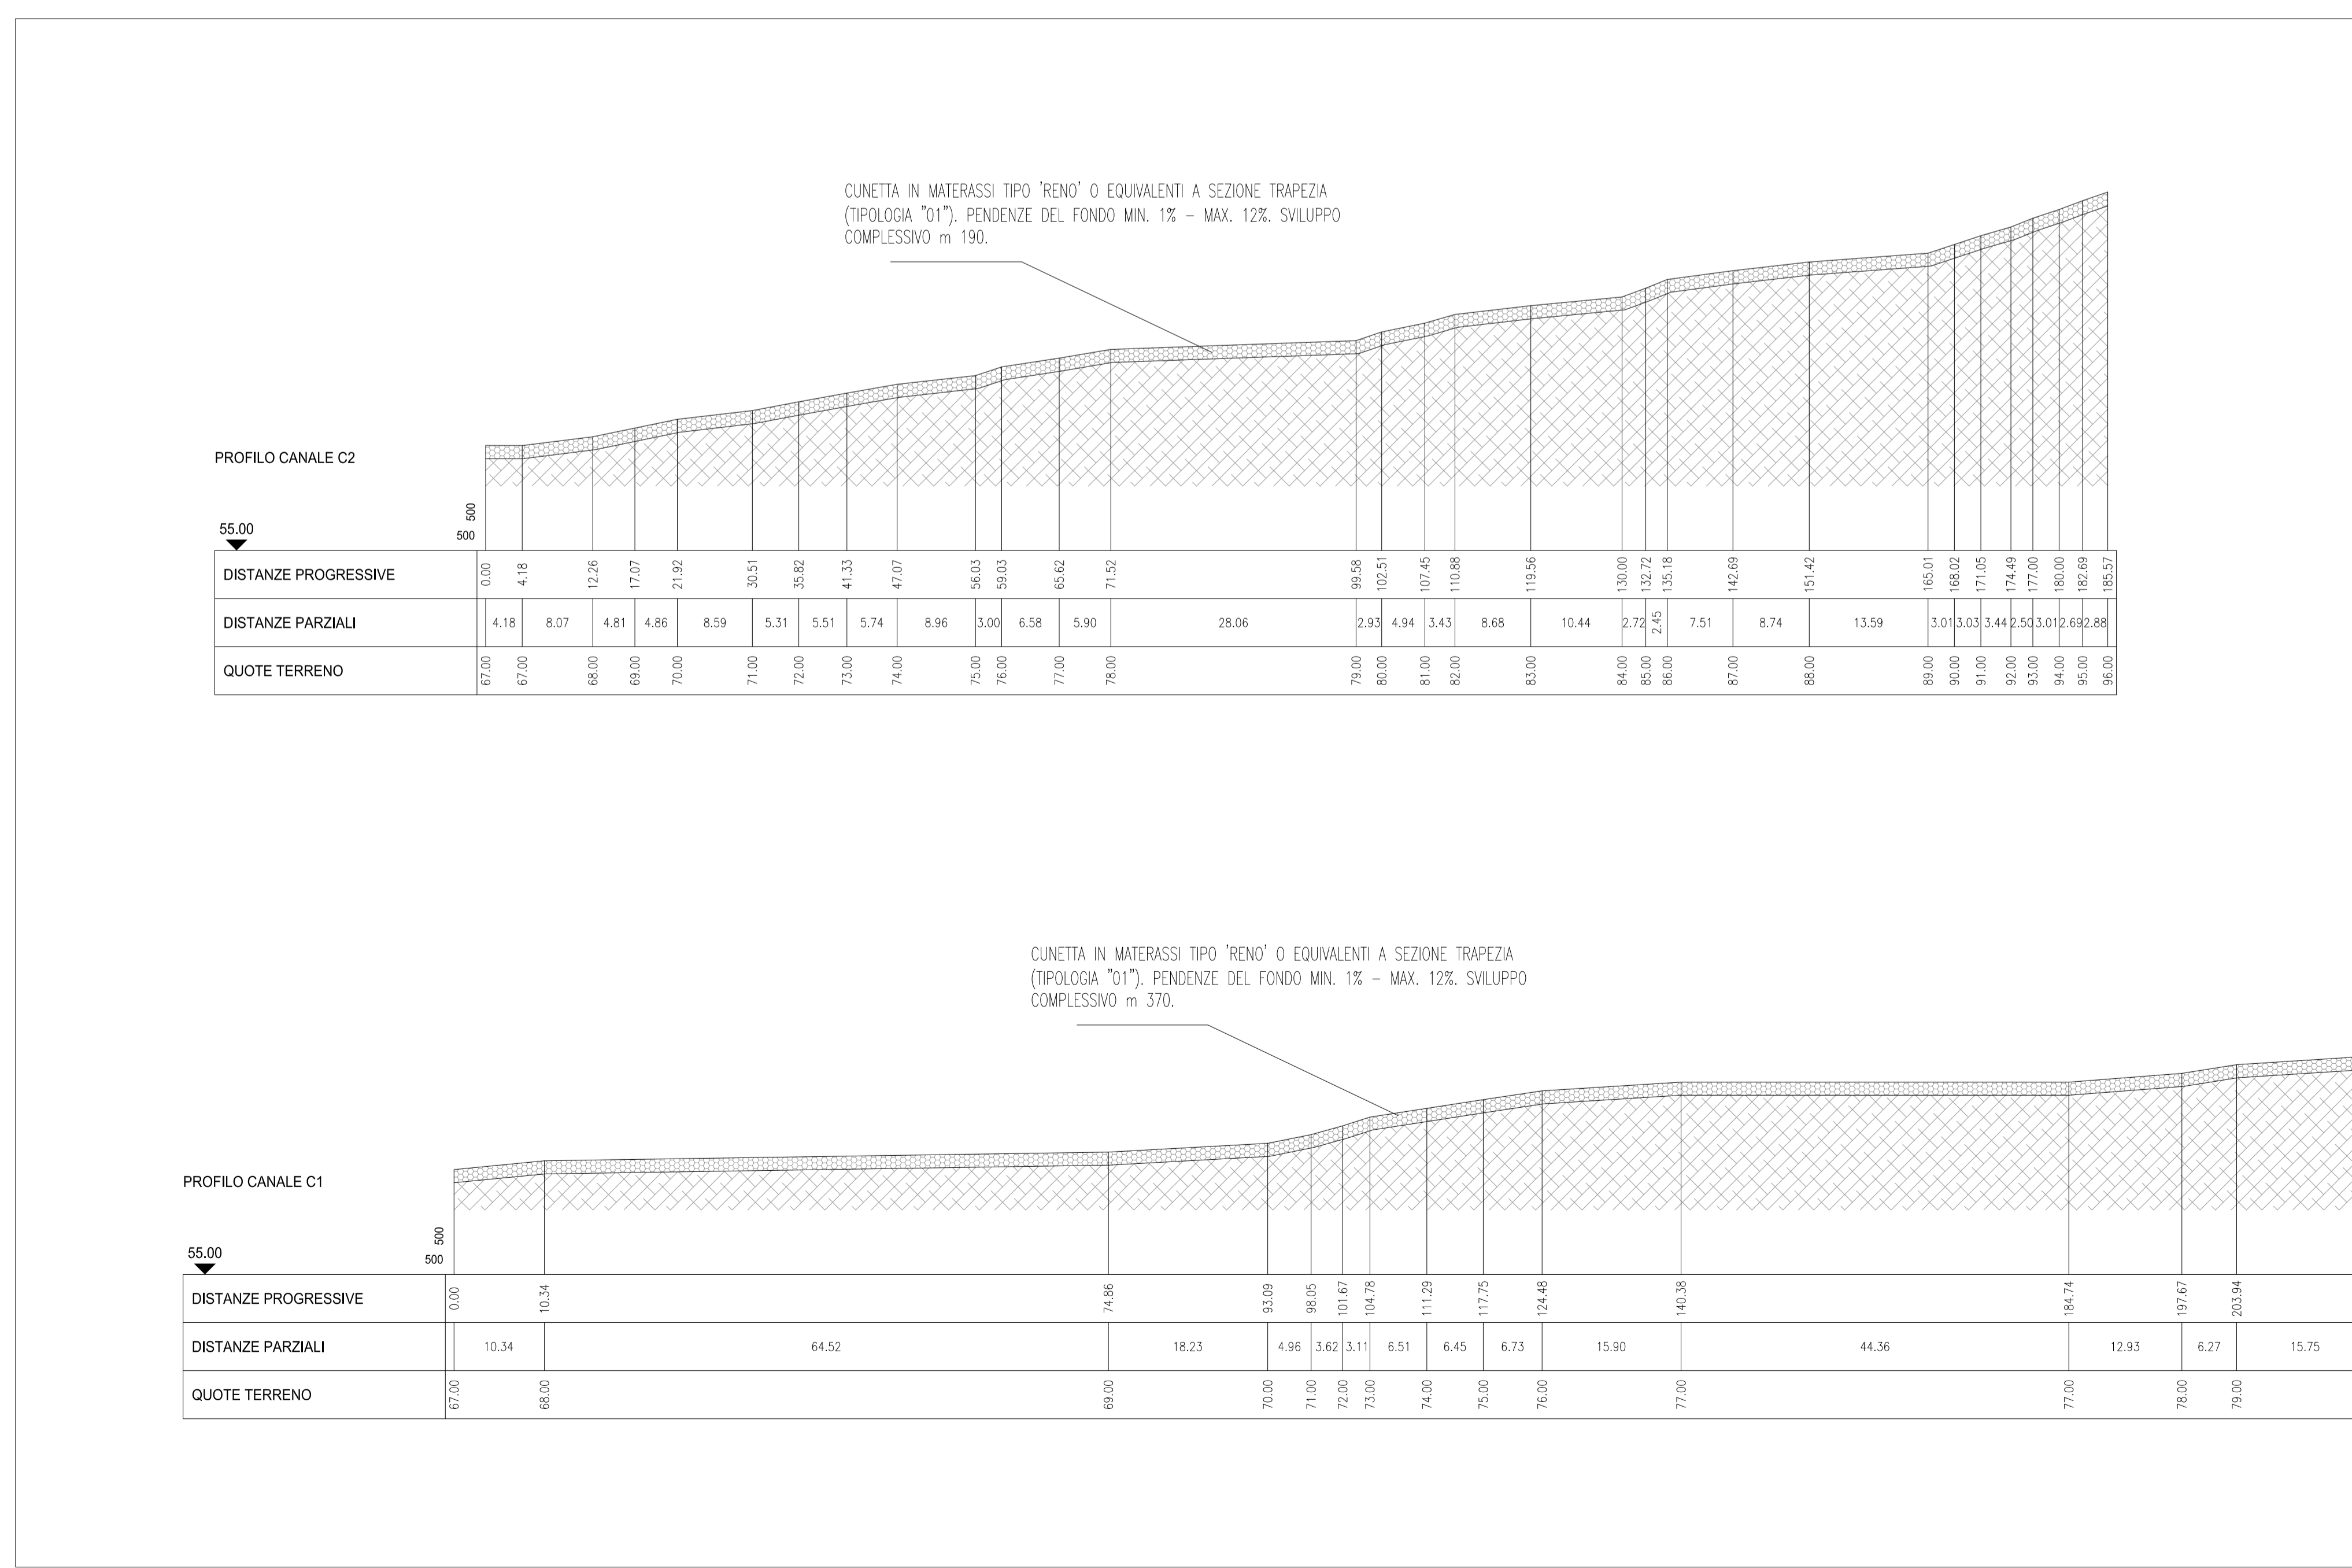 CUNETTA IN MATERASSI TIPO 'RENO' O EQUIVALENTI A SEZIONE TRAPEZIA
(TIPOLOGIA "01"). PENDENZE DEL FONDO MIN. 1% – MAX. 12%. SVILUPPO
COMPLESSIVO m 190.
PROFILO CANALE C2
500
500
55.00
DISTANZE PROGRESSIVE 0.00 4.18 12.26 17.07 21.92 30.51 35.82 41.33 47.07 56.03 59.03 65.62 71.52 99.58 102.51 107.45 110.88 119.56 130.00 132.72 135.18 142.69 151.42 165.01 168.02 171.05 174.49 177.00 180.00 182.69 185.57
DISTANZE PARZIALI 4.18 8.07 4.81 4.86 8.59 5.31 5.51 5.74 8.96 3.00 6.58 5.90 28.06 2.93 4.94 3.43 8.68 10.44 2.72 2.45 7.51 8.74 13.59 3.01 3.03 3.44 2.50 3.01 2.69 2.88
QUOTE TERRENO 67.00 67.00 68.00 69.00 70.00 71.00 72.00 73.00 74.00 75.00 76.00 77.00 78.00 79.00 80.00 81.00 82.00 83.00 84.00 85.00 86.00 87.00 88.00 89.00 90.00 91.00 92.00 93.00 94.00 95.00 96.00
CUNETTA IN MATERASSI TIPO 'RENO' O EQUIVALENTI A SEZIONE TRAPEZIA
(TIPOLOGIA "01"). PENDENZE DEL FONDO MIN. 1% – MAX. 12%. SVILUPPO
COMPLESSIVO m 370.
PROFILO CANALE C1
500
500
55.00
DISTANZE PROGRESSIVE 0.00 10.34 74.86 93.09 98.05 101.67 104.78 111.29 117.75 124.48 140.38 184.74 197.67 203.94
DISTANZE PARZIALI 10.34 64.52 18.23 4.96 3.62 3.11 6.51 6.45 6.73 15.90 44.36 12.93 6.27 15.75
QUOTE TERRENO 67.00 68.00 69.00 70.00 71.00 72.00 73.00 74.00 75.00 76.00 77.00 77.00 78.00 79.00